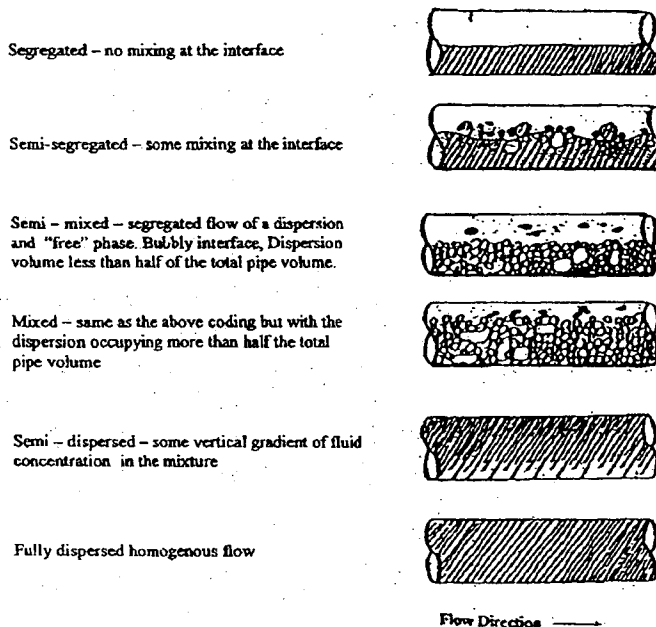 Segregated – no mixing at the interface
Semi-segregated – some mixing at the interface
Semi – mixed – segregated flow of a dispersion
and "free" phase. Bubbly interface, Dispersion
volume less than half of the total pipe volume.
Mixed – same as the above coding but with the
dispersion occupying more than half the total
pipe volume
Semi – dispersed – some vertical gradient of fluid
concentration in the mixture
Fully dispersed homogenous flow
Flow Direction